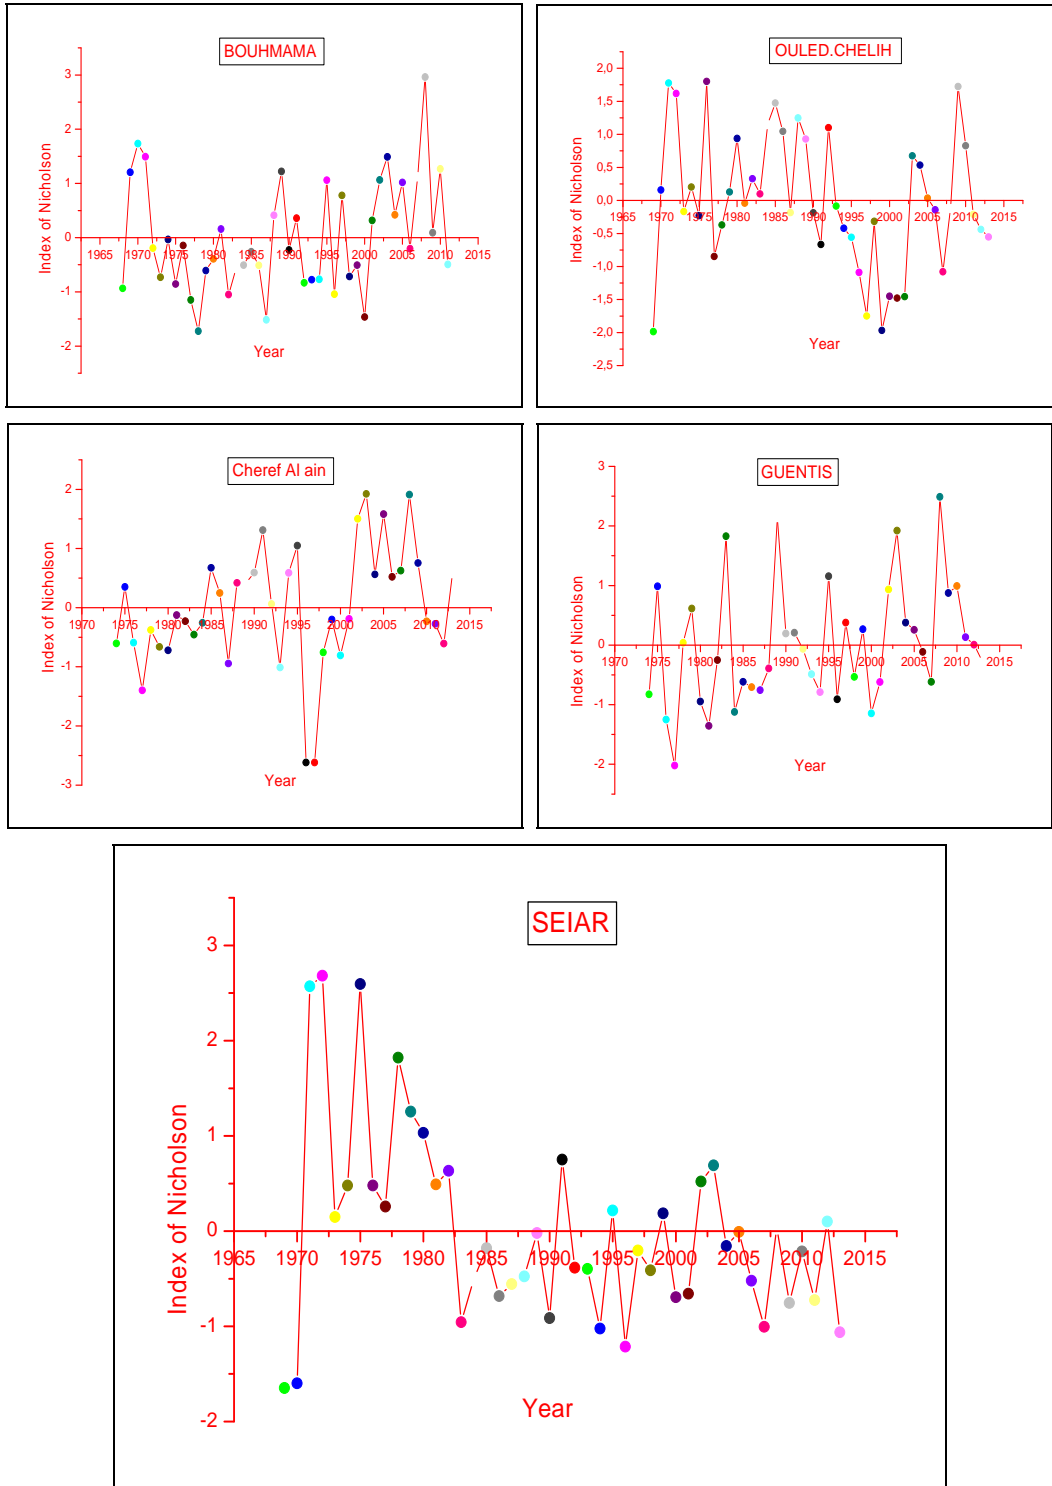 BOUHMAMA
Index of Nicholson
3
2
1
0
-1
-2
1965 1970 1975 1980 1985 1990 1995 2000 2005 2010 2015
Year
OULED.CHELIH
Index of Nicholson
2,0
1,5
1,0
0,5
0,0
-0,5
-1,0
-1,5
-2,0
-2,5
1965 1970 1975 1980 1985 1990 1995 2000 2005 2010 2015
Year
Cheref Al ain
Index of Nicholson
2
1
0
-1
-2
-3
1970 1975 1980 1985 1990 1995 2000 2005 2010 2015
Year
GUENTIS
Index of Nicholson
3
2
1
0
-1
-2
1970 1975 1980 1985 1990 1995 2000 2005 2010 2015
Year
SEIAR
Index of Nicholson
3
2
1
0
-1
-2
1965 1970 1975 1980 1985 1990 1995 2000 2005 2010 2015
Year